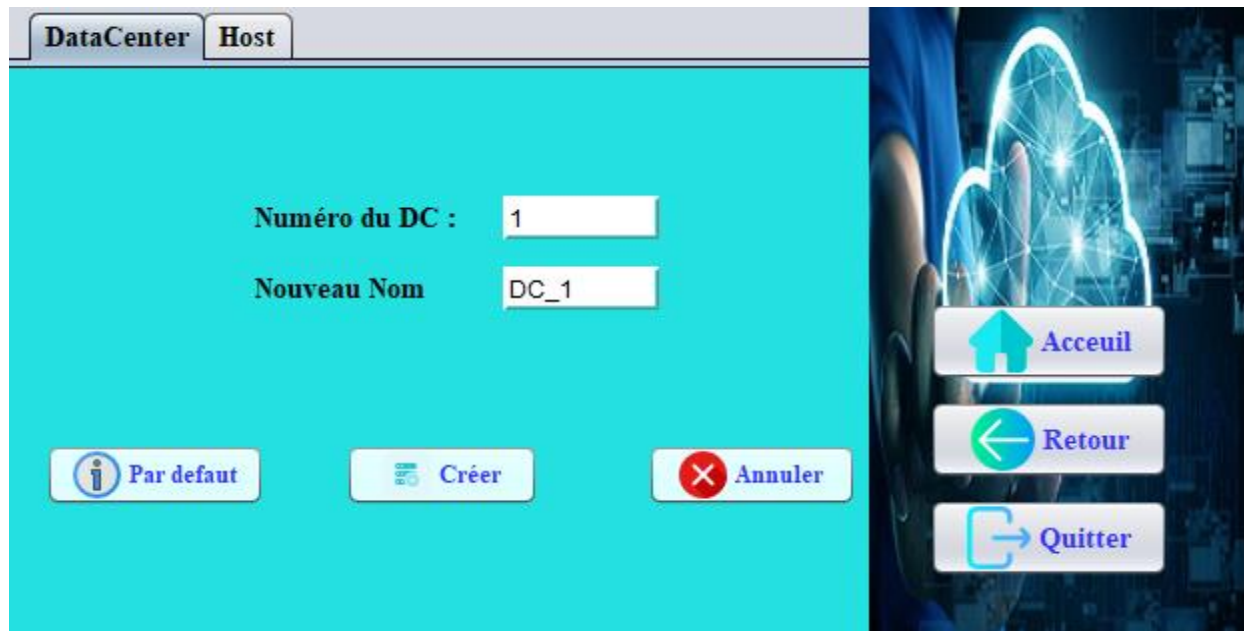 DataCenter Host
Numéro du DC : 1
Nouveau Nom DC_1
Par defaut Créer Annuler
Acceuil
Retour
Quitter